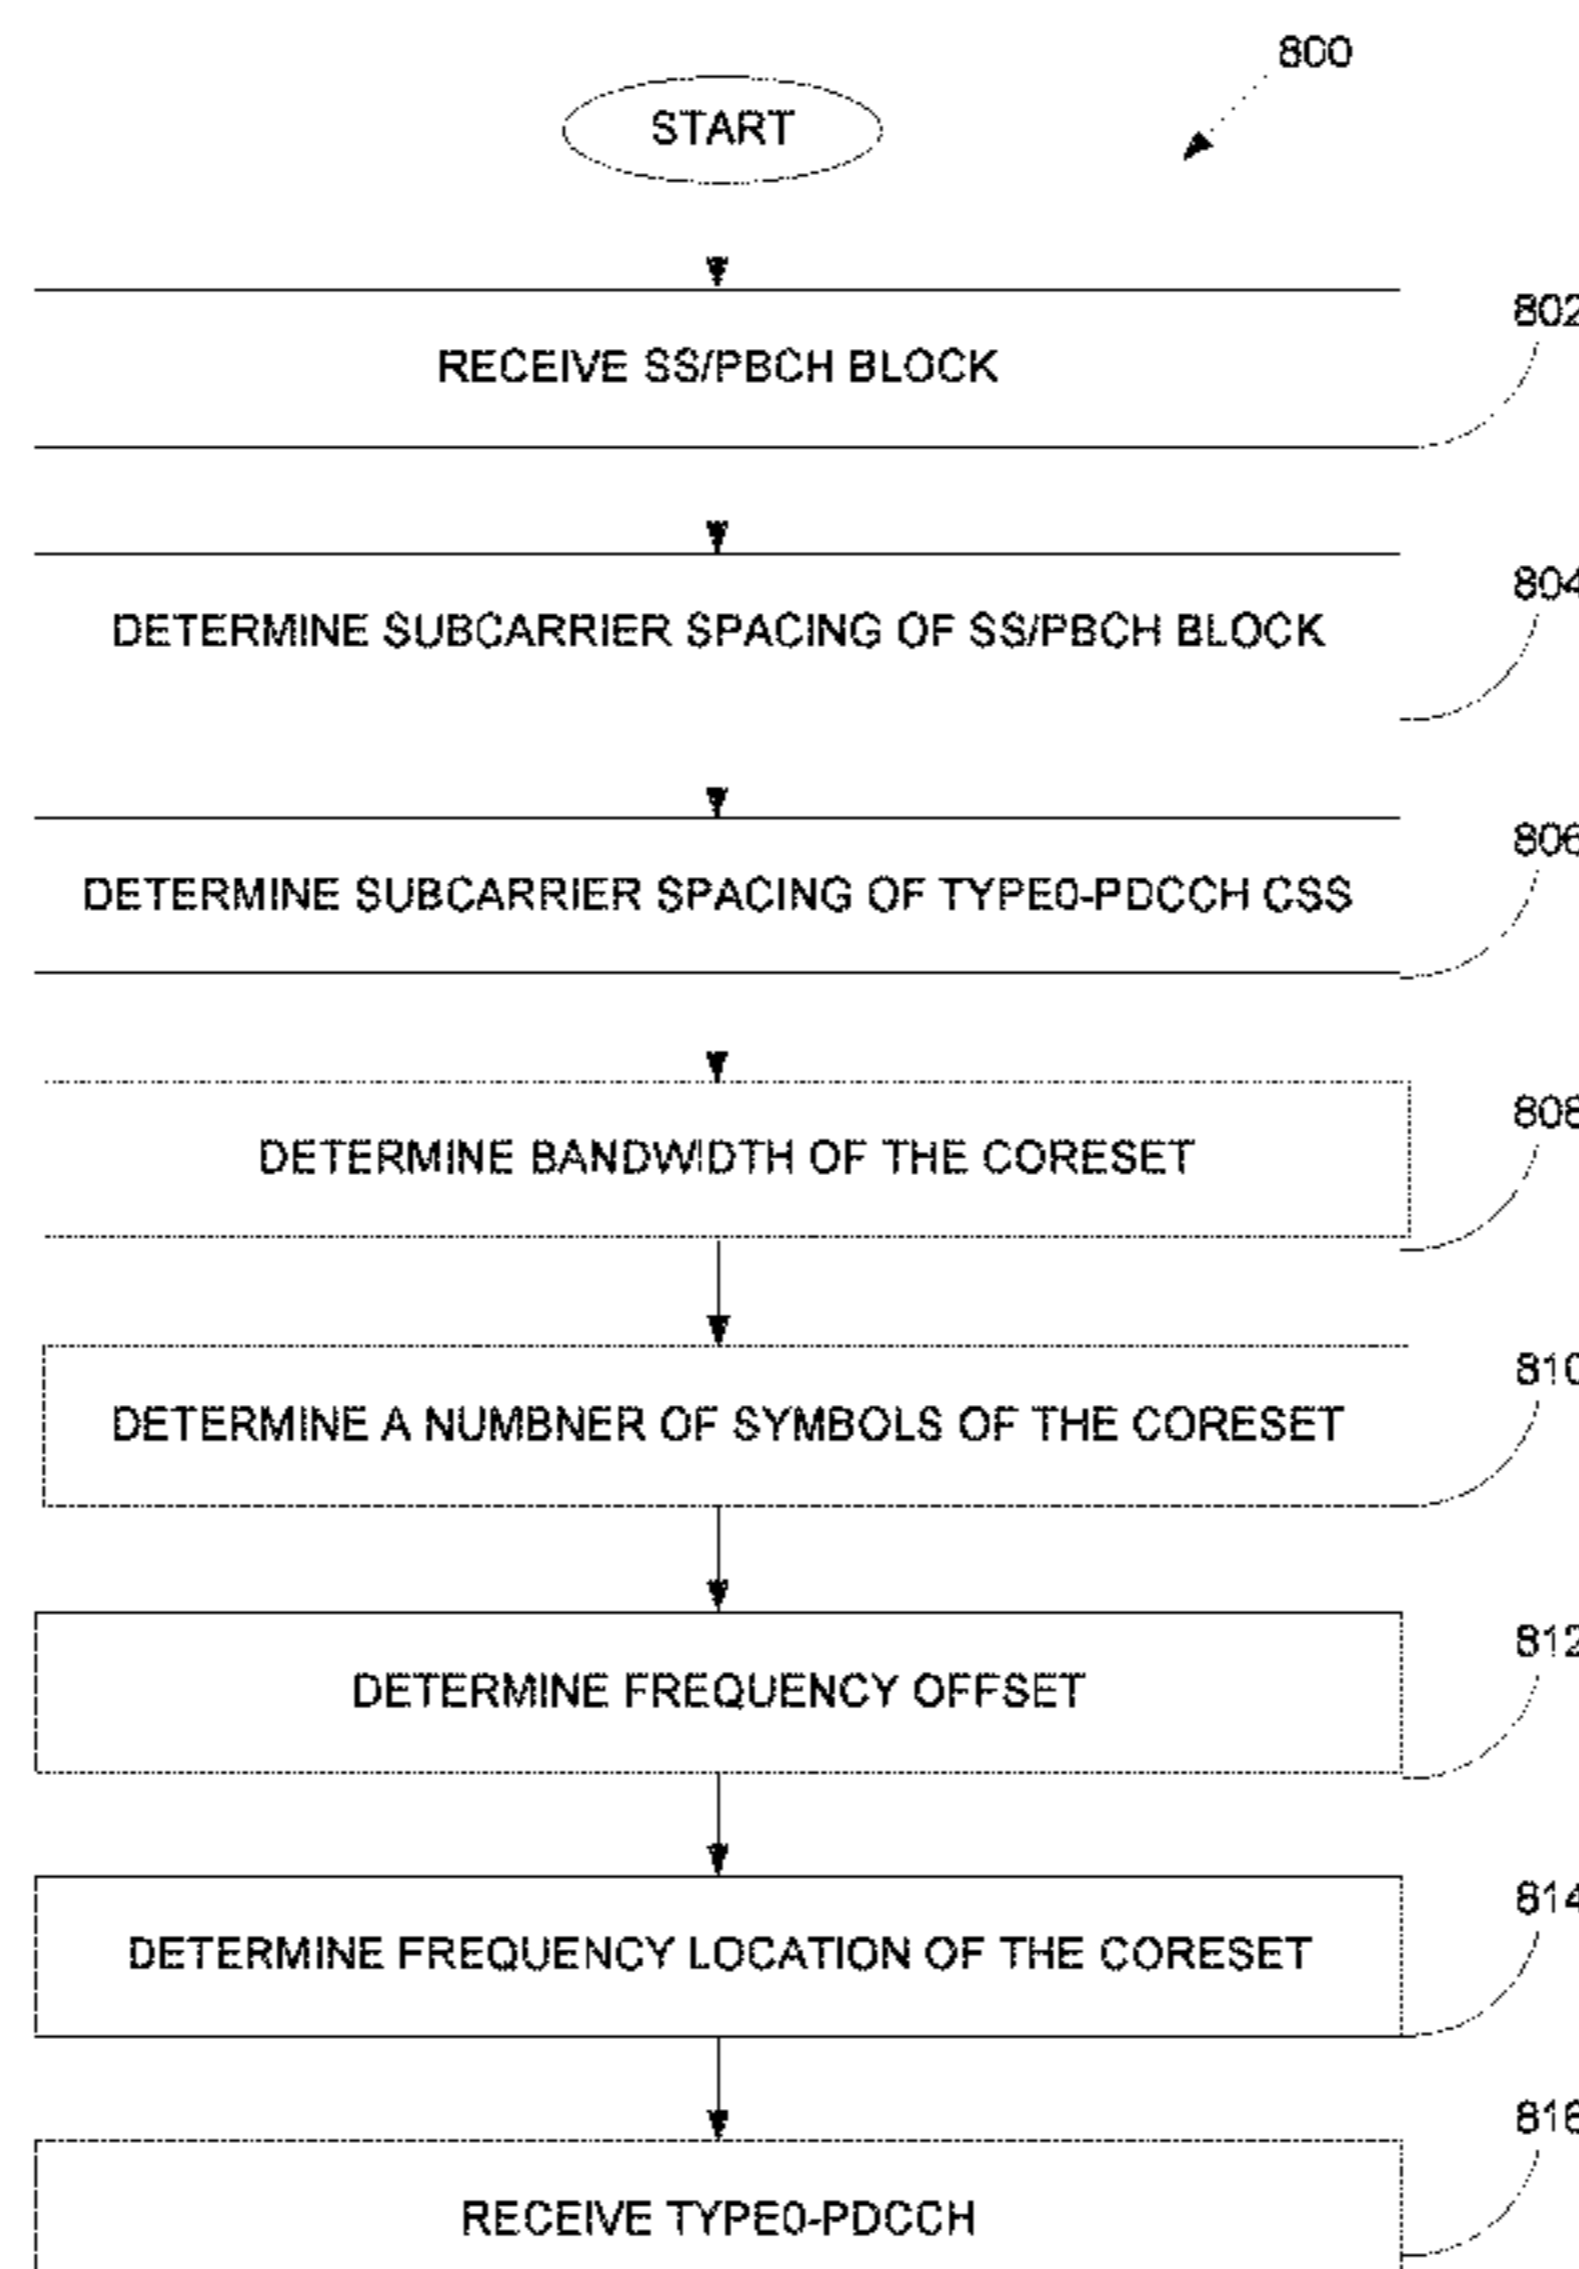 800
START
802
RECEIVE SS/PBCH BLOCK
804
DETERMINE SUBCARRIER SPACING OF SS/PBCH BLOCK
806
DETERMINE SUBCARRIER SPACING OF TYPE0-PDCCH CSS
808
DETERMINE BANDWIDTH OF THE CORESET
810
DETERMINE A NUMBNER OF SYMBOLS OF THE CORESET
812
DETERMINE FREQUENCY OFFSET
814
DETERMINE FREQUENCY LOCATION OF THE CORESET
816
RECEIVE TYPE0-PDCCH